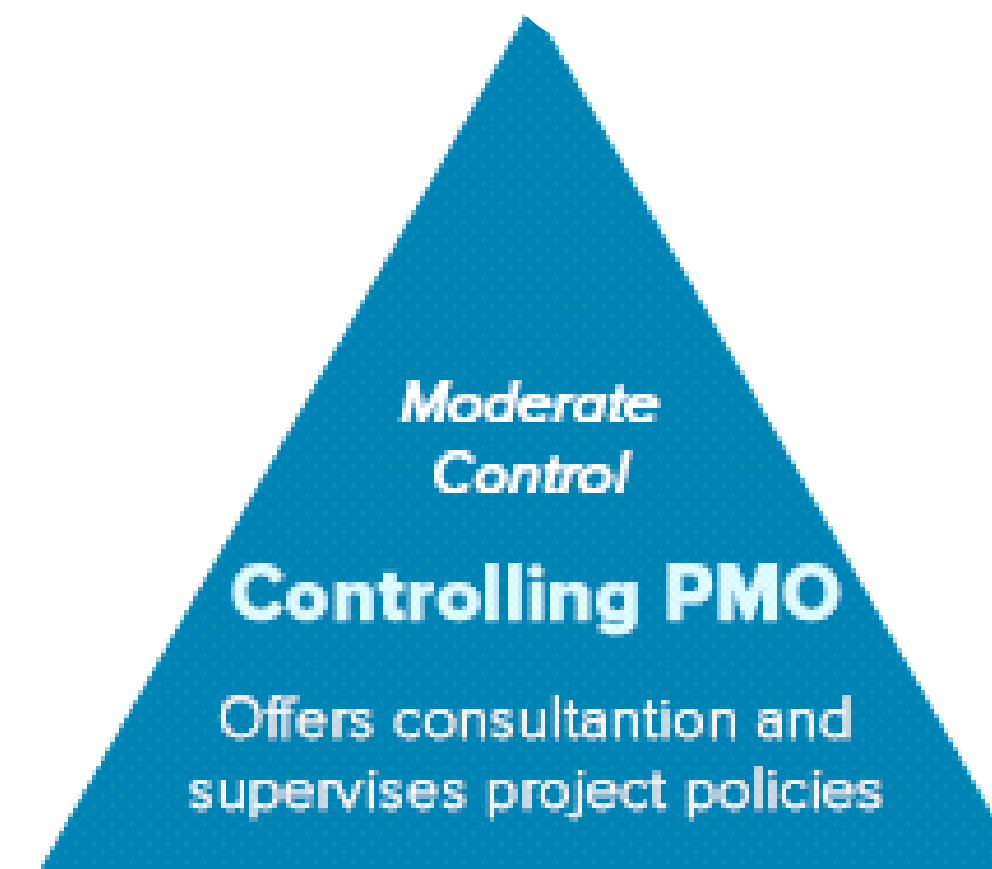 Moderate
Control
Controlling PMO
Offers consultantion and
supervises project policies